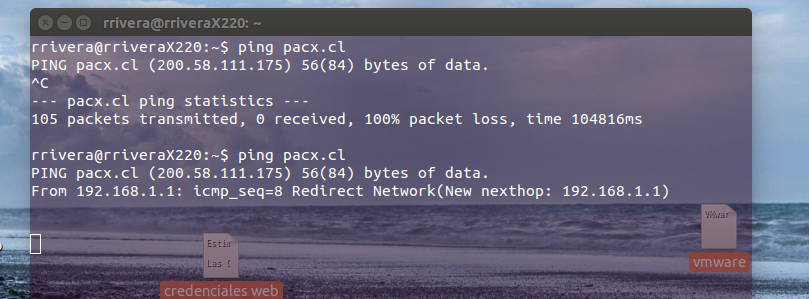 rrivera@rriveraX220: ~
rrivera@rriveraX220:~$ ping pacx.cl
PING pacx.cl (200.58.111.175) 56(84) bytes of data.
^C
--- pacx.cl ping statistics ---
105 packets transmitted, 0 received, 100% packet loss, time 104816ms
rrivera@rriveraX220:~$ ping pacx.cl
PING pacx.cl (200.58.111.175) 56(84) bytes of data.
From 192.168.1.1: icmp_seq=8 Redirect Network(New nexthop: 192.168.1.1)
VMwar
Estim
Las (
vmware
credenciales web